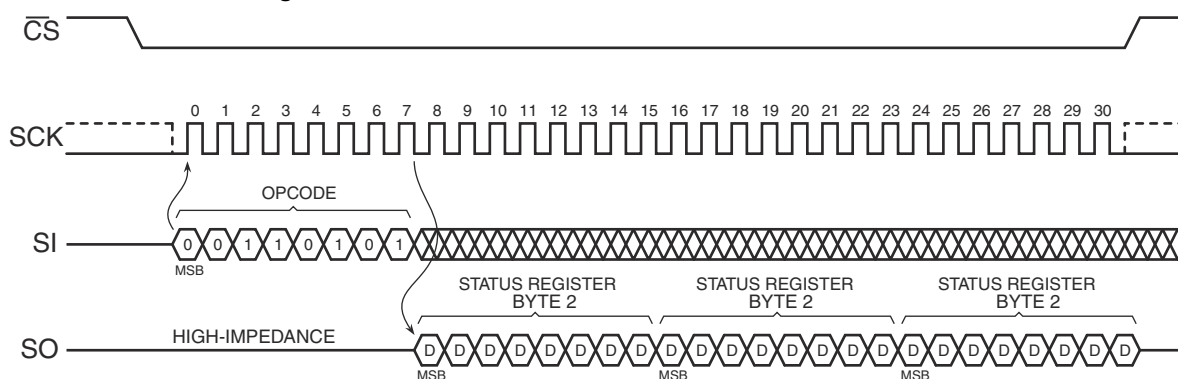 CS
0 1 2 3 4 5 6 7 8 9 10 11 12 13 14 15 16 17 18 19 20 21 22 23 24 25 26 27 28 29 30
SCK
OPCODE
SI
0 0 1 1 0 1 0 1
MSB
STATUS REGISTER
BYTE 2
STATUS REGISTER
BYTE 2
STATUS REGISTER
BYTE 2
SO
HIGH-IMPEDANCE
D D D D D D D D D D D D D D D D D D D D D D D D
MSB
MSB
MSB